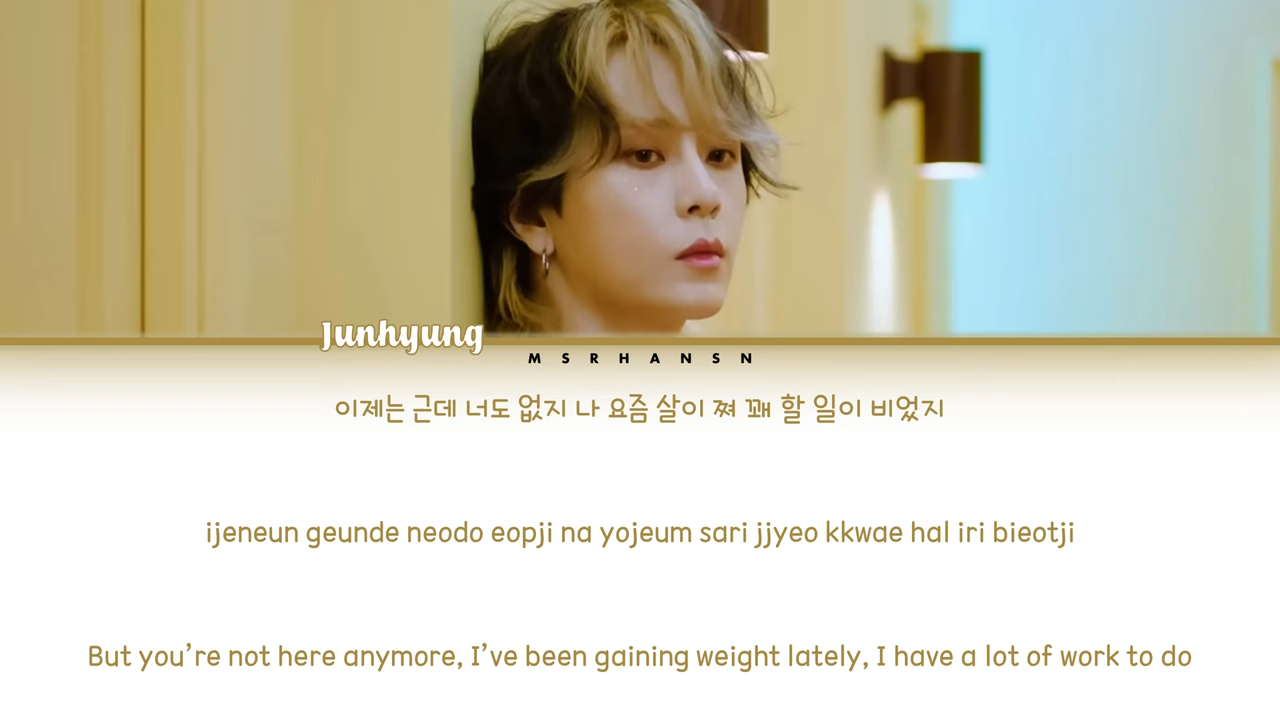 Junhyung
MSRHANSN
이제는 근데 너도 없지 나 요즘 살이 쪄 꽤 할 일이 비었지
ijeneun geunde neodo eopji na yojeum sari jjyeo kkwae hal iri bieotji
But you’re not here anymore, I’ve been gaining weight lately, I have a lot of work to do